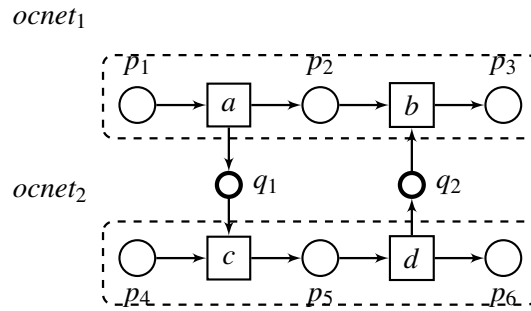 ocnet₁
p₁ p₂ p₃
a b
q₁ q₂
ocnet₂
c d
p₄ p₅ p₆